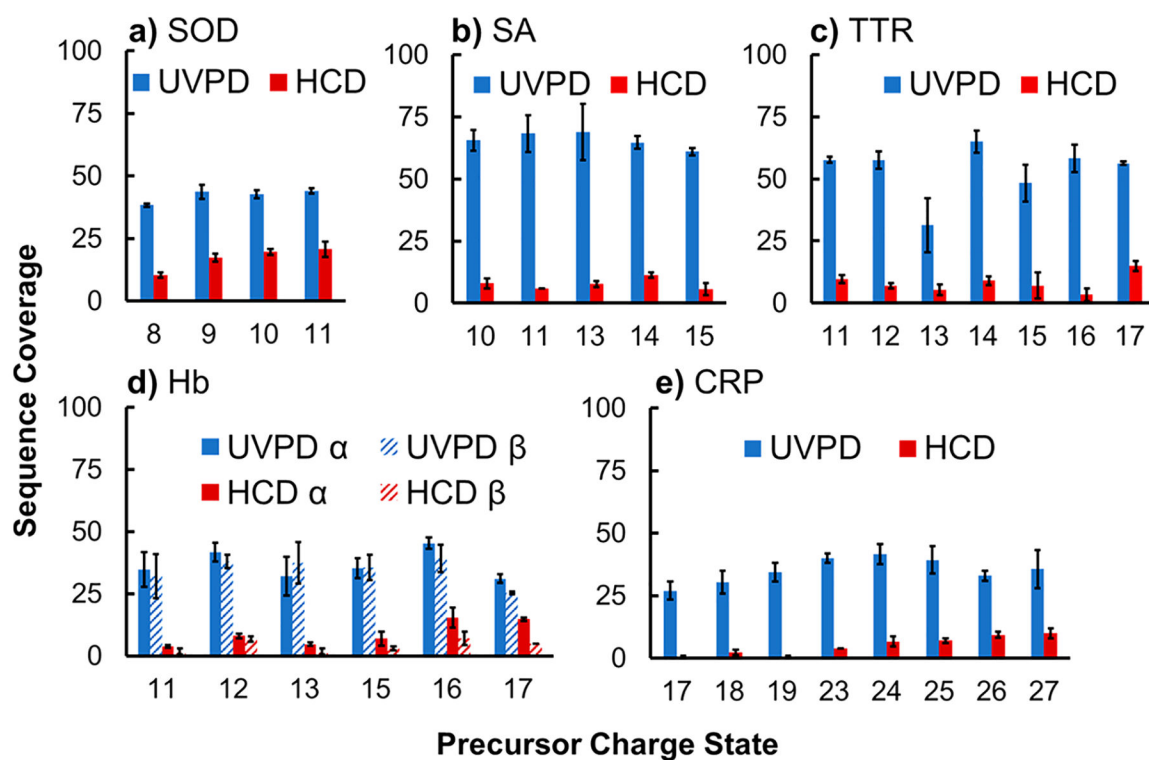 a) SOD
b) SA
c) TTR
100
75
50
25
0
UVPD HCD
8 9 10 11
100
75
50
25
0
UVPD HCD
10 11 13 14 15
100
75
50
25
0
UVPD HCD
11 12 13 14 15 16 17
Sequence Coverage
d) Hb
100
75
50
25
0
UVPD α UVPD β
HCD α HCD β
11 12 13 15 16 17
e) CRP
100
75
50
25
0
UVPD HCD
17 18 19 23 24 25 26 27
Precursor Charge State